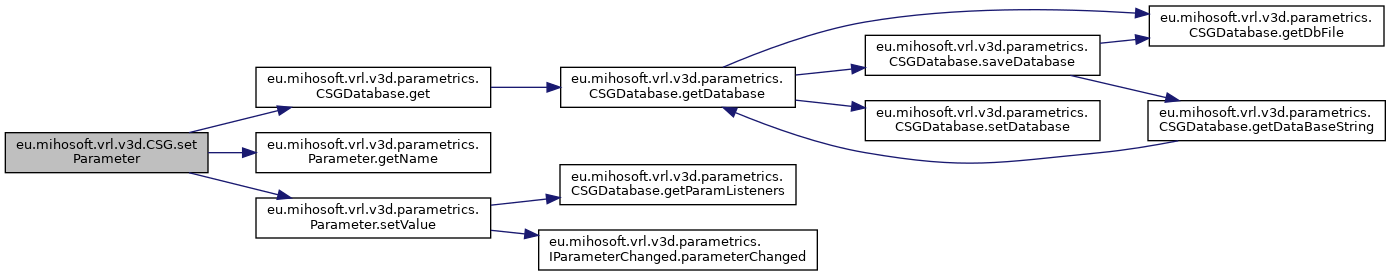 eu.mihosoft.vrl.v3d.CSG.set
Parameter
eu.mihosoft.vrl.v3d.parametrics.
CSGDatabase.get
eu.mihosoft.vrl.v3d.parametrics.
Parameter.getName
eu.mihosoft.vrl.v3d.parametrics.
Parameter.setValue
eu.mihosoft.vrl.v3d.parametrics.
CSGDatabase.getDatabase
eu.mihosoft.vrl.v3d.parametrics.
CSGDatabase.getParamListeners
eu.mihosoft.vrl.v3d.parametrics.
IParameterChanged.parameterChanged
eu.mihosoft.vrl.v3d.parametrics.
CSGDatabase.saveDatabase
eu.mihosoft.vrl.v3d.parametrics.
CSGDatabase.setDatabase
eu.mihosoft.vrl.v3d.parametrics.
CSGDatabase.getDbFile
eu.mihosoft.vrl.v3d.parametrics.
CSGDatabase.getDataBaseString